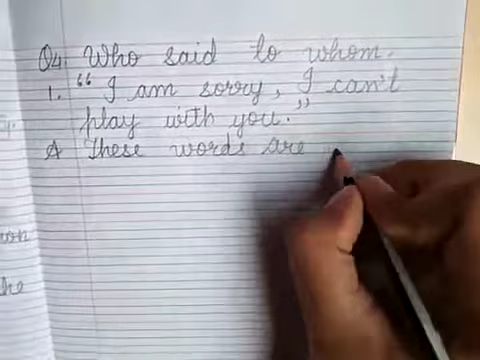 Q4 Who said to whom.
1. " I am sorry, I can't
play with you."
A These words are